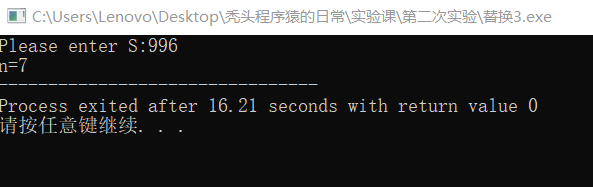 C:\Users\Lenovo\Desktop\秃头程序猿的日常\实验课\第二次实验\替换3.exe
Please enter S:996
n=7
--------------------------------
Process exited after 16.21 seconds with return value 0
请按任意键继续. . .